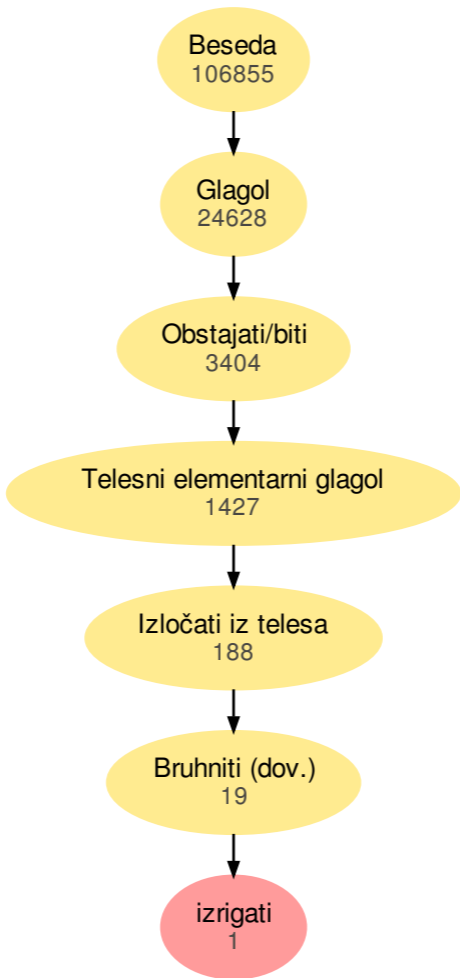 Beseda
106855
Glagol
24628
Obstajati/biti
3404
Telesni elementarni glagol
1427
Izločati iz telesa
188
Bruhniti (dov.)
19
izrigati
1